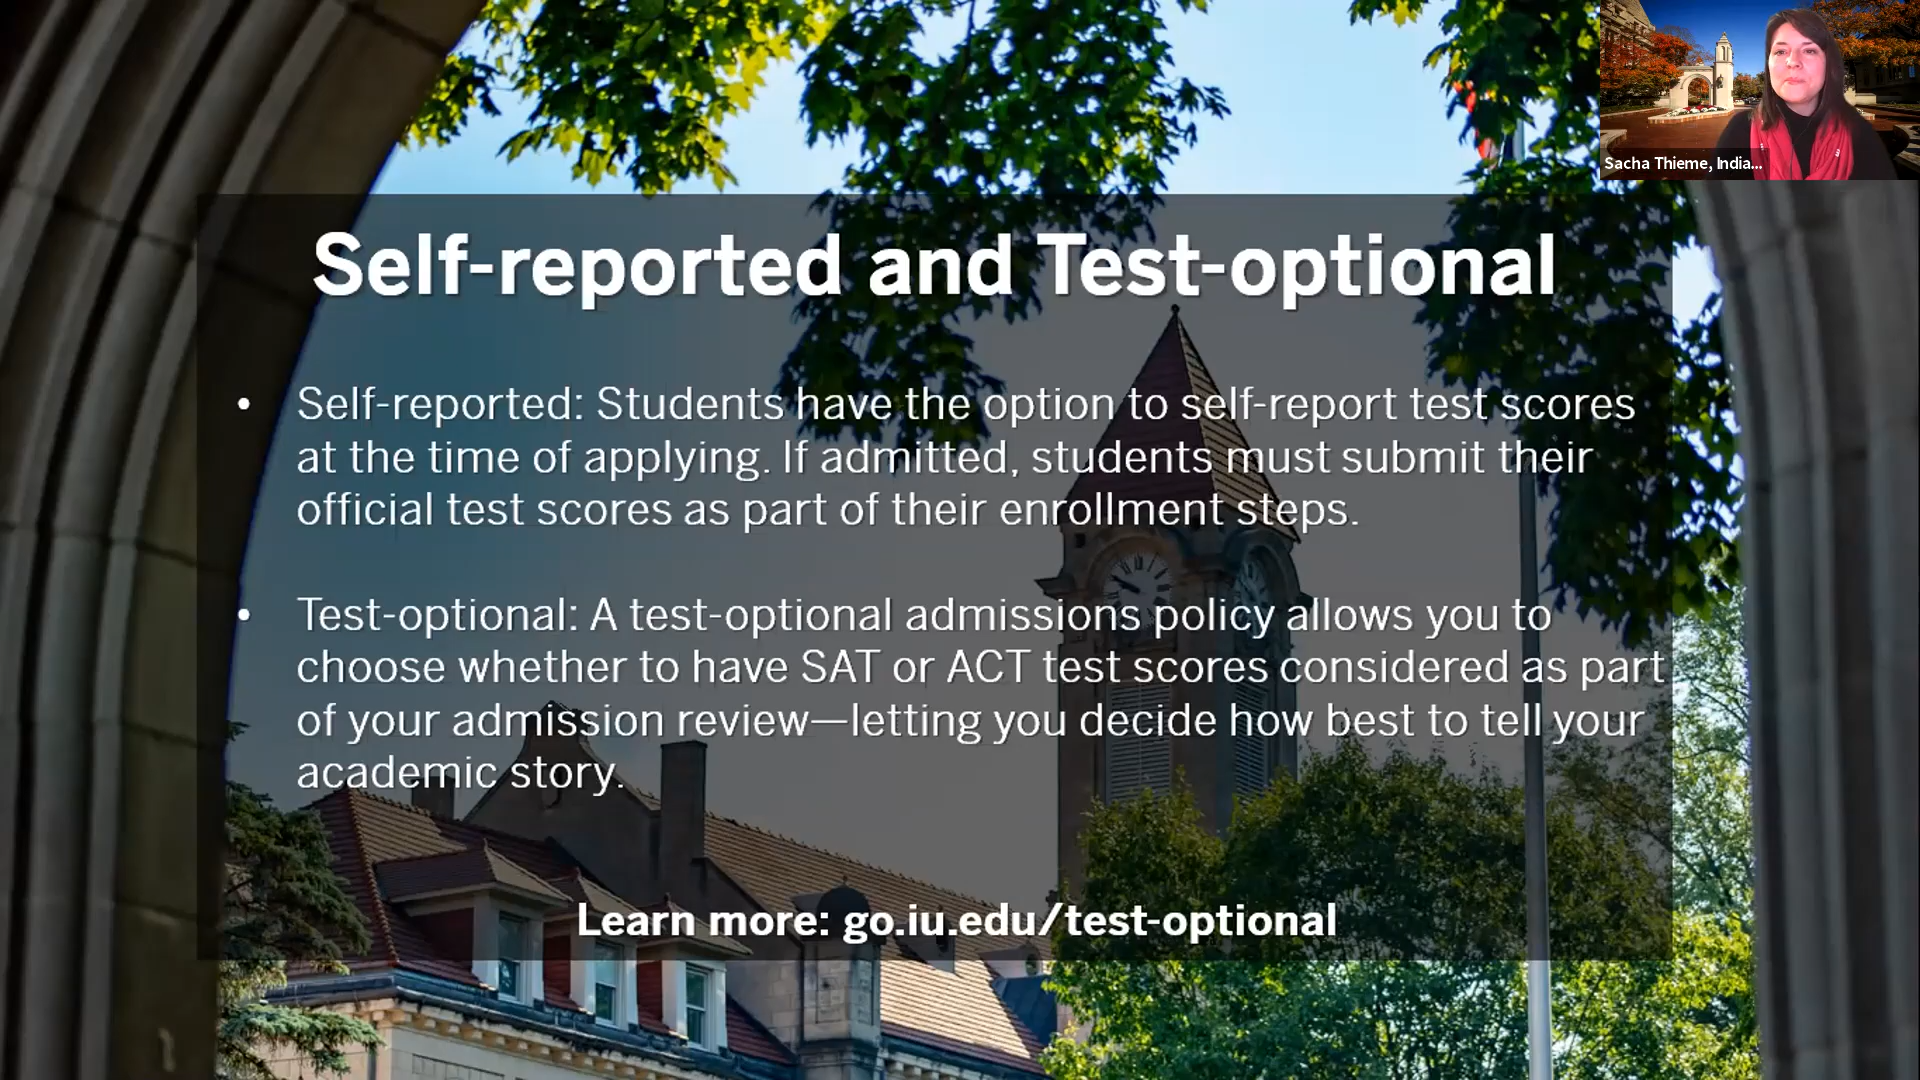 Sacha Thieme, India...
Self-reported and Test-optional
• Self-reported: Students have the option to self-report test scores
at the time of applying. If admitted, students must submit their
official test scores as part of their enrollment steps.
• Test-optional: A test-optional admissions policy allows you to
choose whether to have SAT or ACT test scores considered as part
of your admission review—letting you decide how best to tell your
academic story.
Learn more: go.iu.edu/test-optional